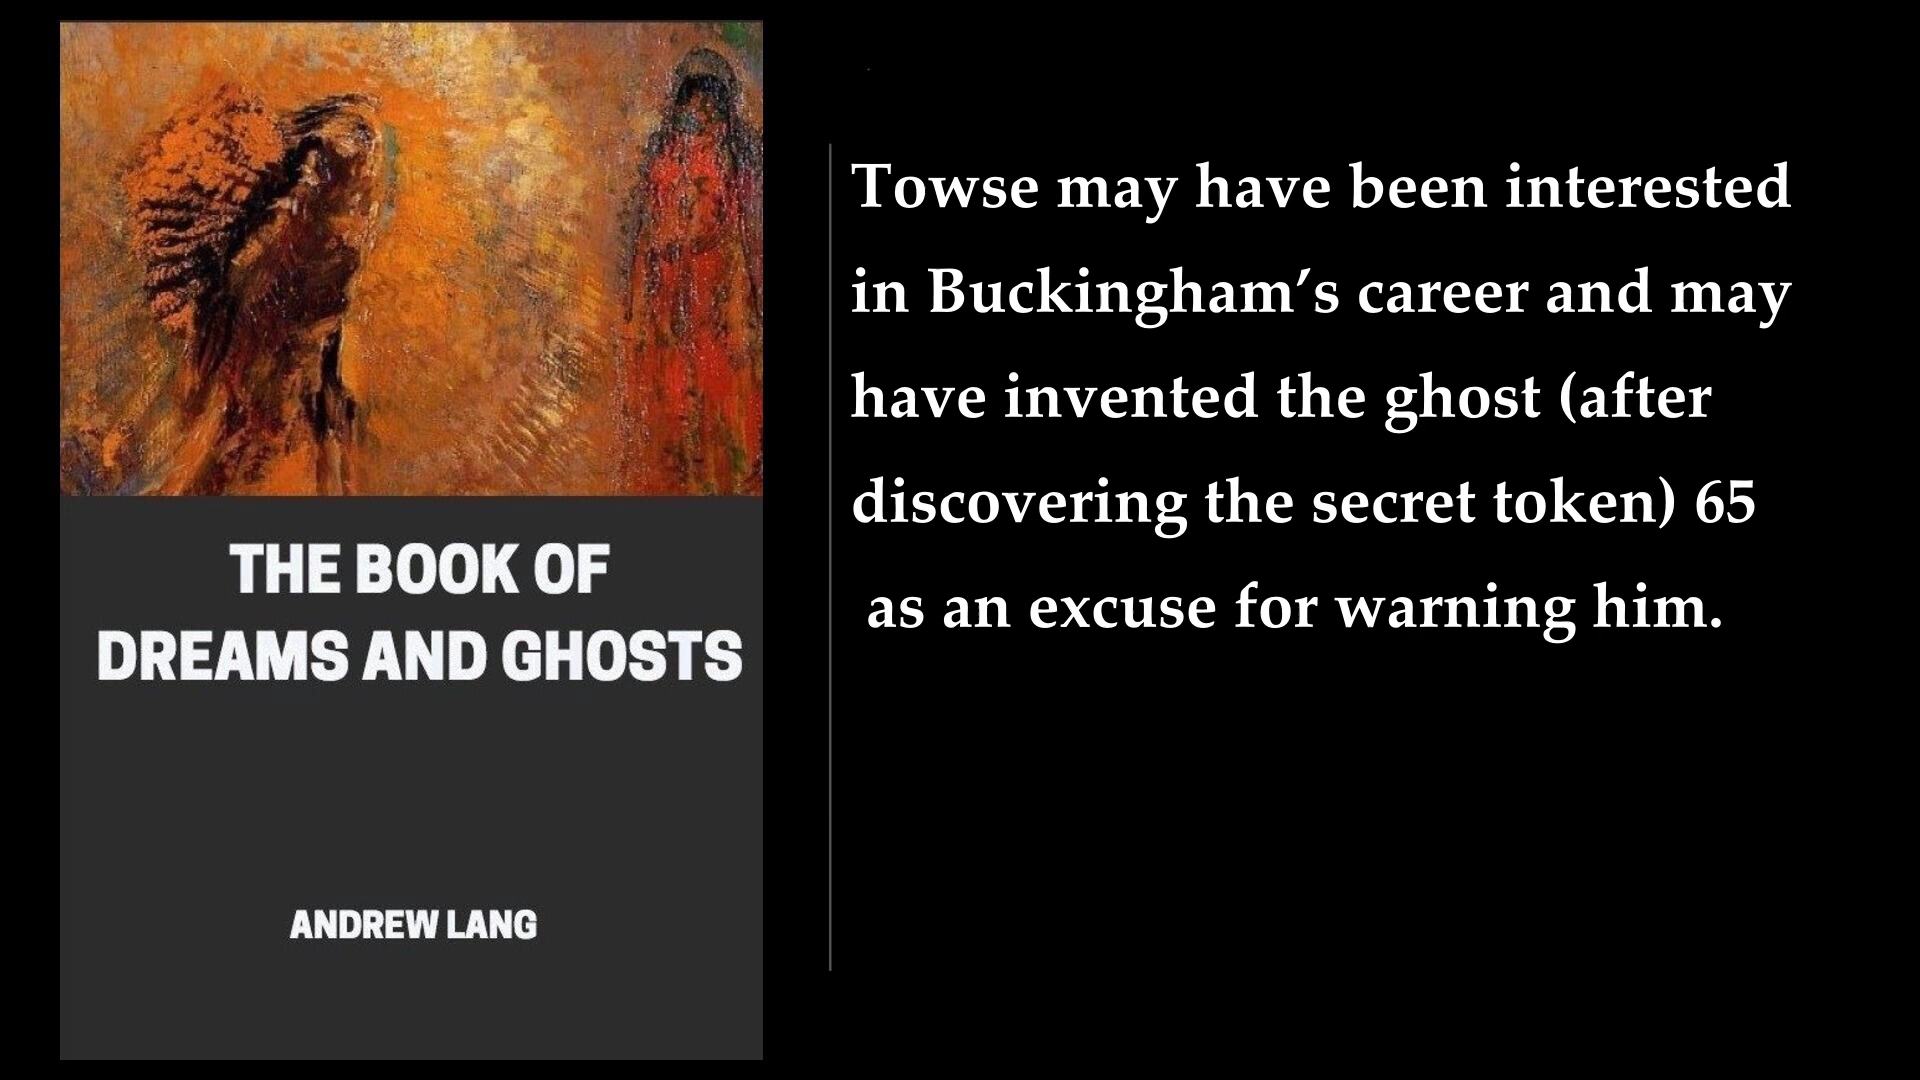 THE BOOK OF
DREAMS AND GHOSTS
ANDREW LANG
Towse may have been interested
in Buckingham’s career and may
have invented the ghost (after
discovering the secret token) 65
as an excuse for warning him.